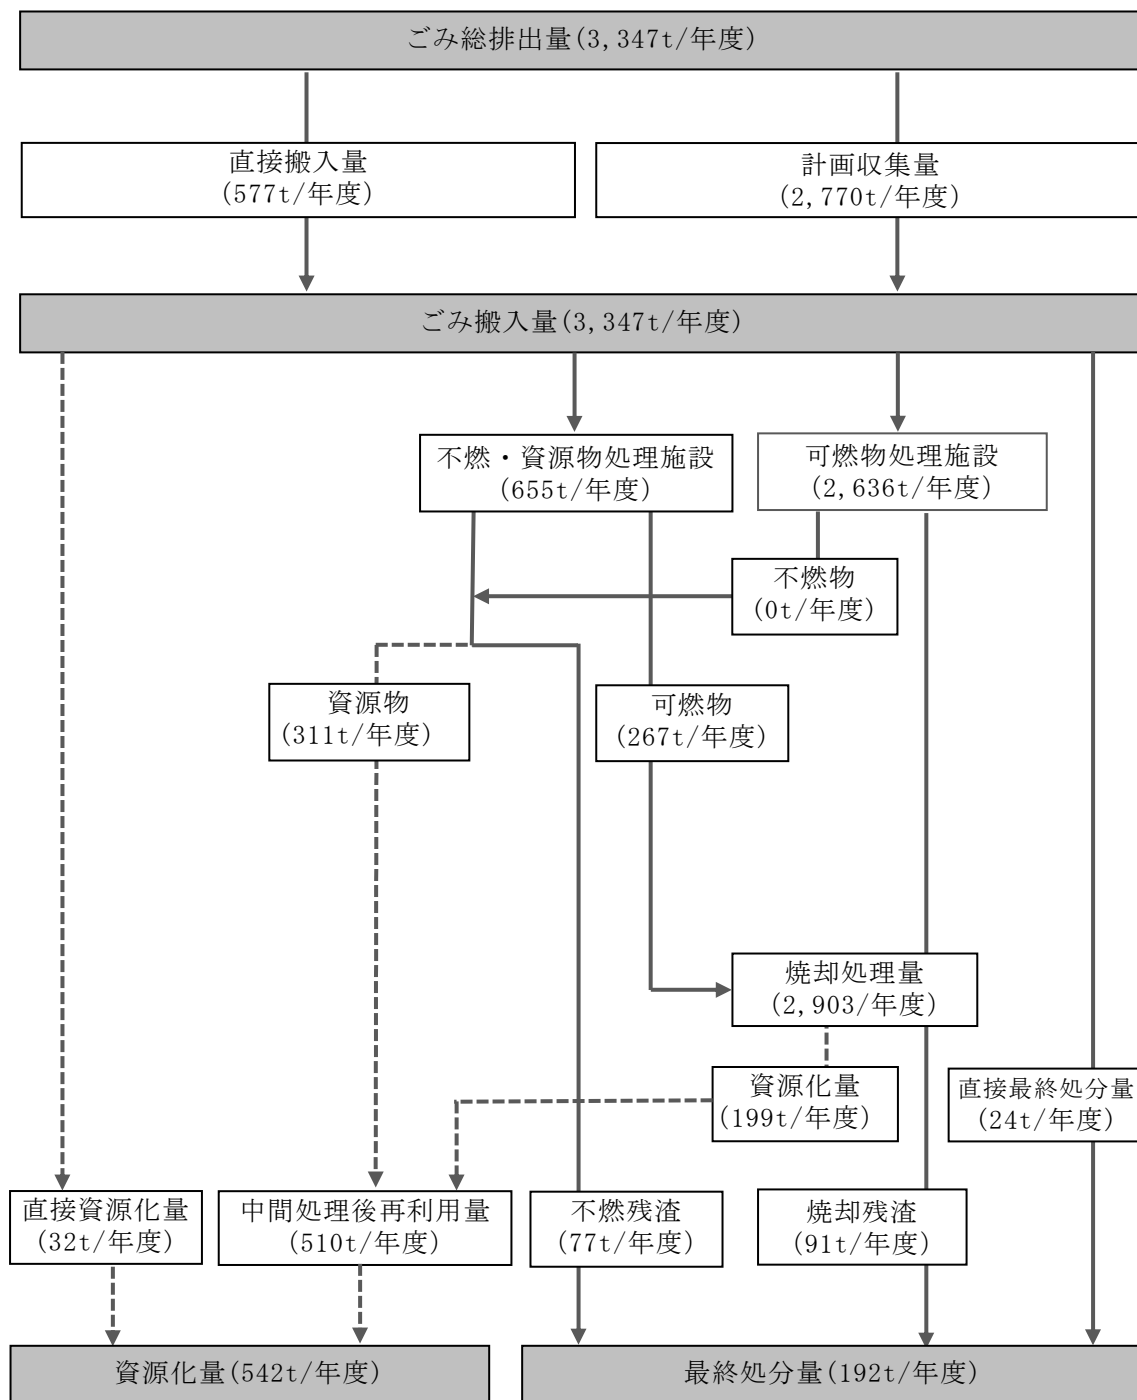 ごみ総排出量(3,347t/年度)
直接搬入量
(577t/年度)
計画収集量
(2,770t/年度)
ごみ搬入量(3,347t/年度)
不燃・資源物処理施設
(655t/年度)
可燃物処理施設
(2,636t/年度)
不燃物
(0t/年度)
資源物
(311t/年度)
可燃物
(267t/年度)
焼却処理量
(2,903/年度)
資源化量
(199t/年度)
直接最終処分量
(24t/年度)
直接資源化量
(32t/年度)
中間処理後再利用量
(510t/年度)
不燃残渣
(77t/年度)
焼却残渣
(91t/年度)
資源化量(542t/年度)
最終処分量(192t/年度)